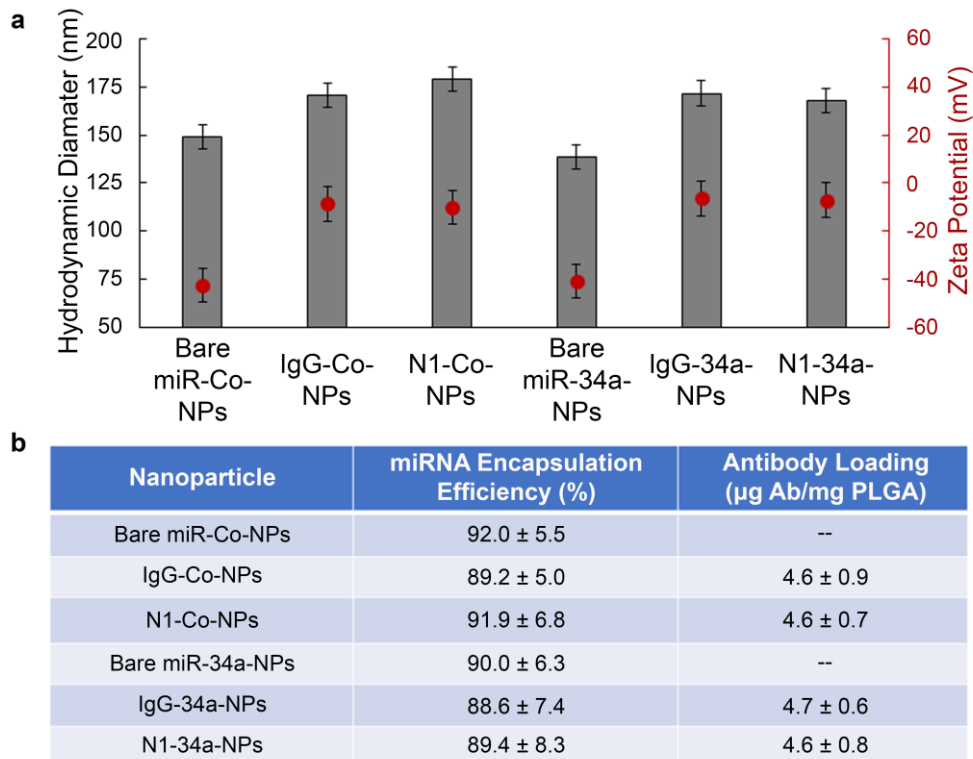 a
Hydrodynamic Diamater (nm)
200
175
150
125
100
75
50
60
40
20
0
-20
-40
-60
Zeta Potential (mV)
Bare
miR-Co-
NPs
IgG-Co-
NPs
N1-Co-
NPs
Bare
miR-34a-
NPs
IgG-34a-
NPs
N1-34a-
NPs
b
Nanoparticle
miRNA Encapsulation
Efficiency (%)
Antibody Loading
(μg Ab/mg PLGA)
Bare miR-Co-NPs 92.0 ± 5.5 --
IgG-Co-NPs 89.2 ± 5.0 4.6 ± 0.9
N1-Co-NPs 91.9 ± 6.8 4.6 ± 0.7
Bare miR-34a-NPs 90.0 ± 6.3 --
IgG-34a-NPs 88.6 ± 7.4 4.7 ± 0.6
N1-34a-NPs 89.4 ± 8.3 4.6 ± 0.8